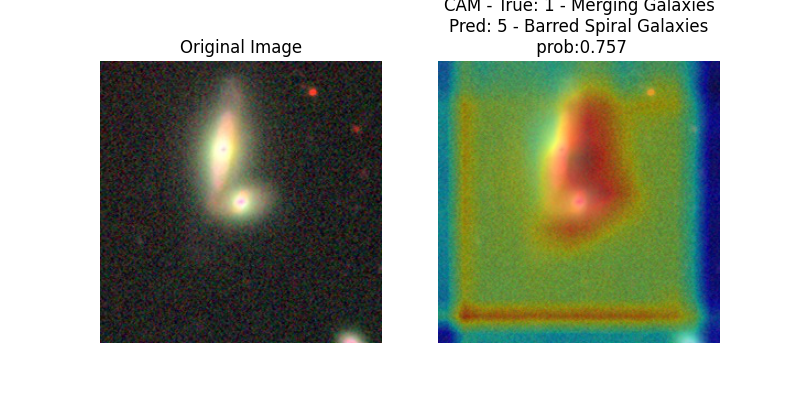 Original Image
CAM - True: 1 - Merging Galaxies
Pred: 5 - Barred Spiral Galaxies
prob:0.757